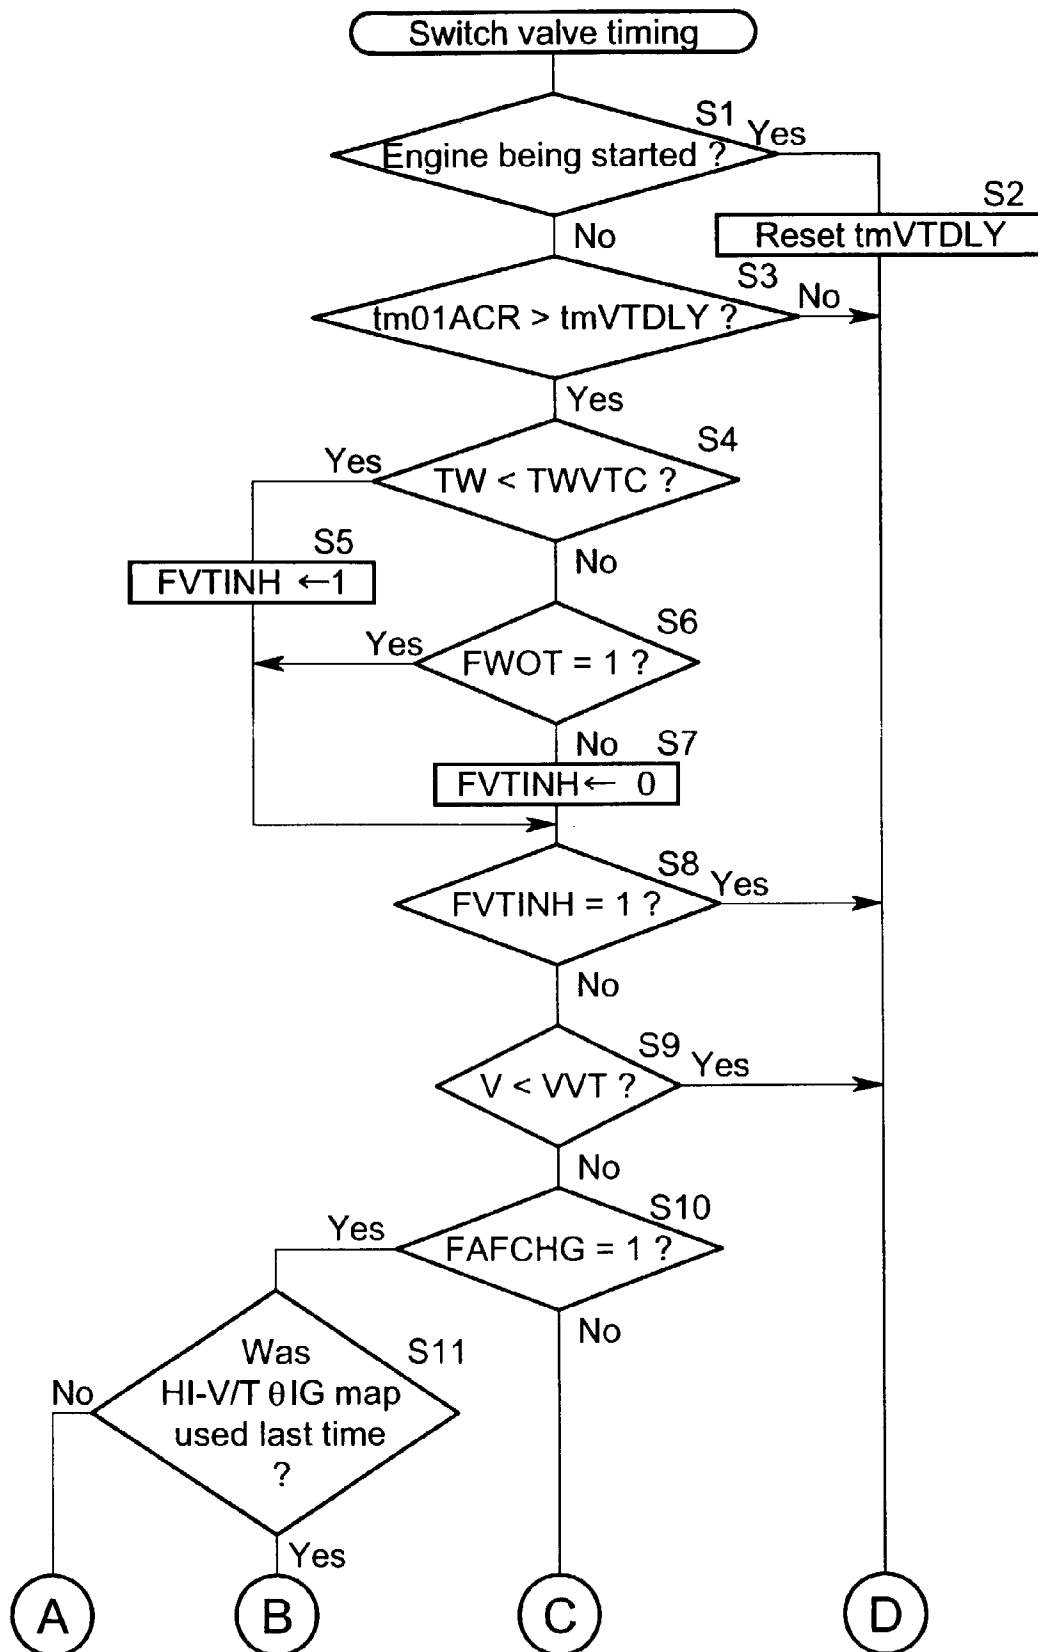 Switch valve timing
S1
Yes
Engine being started ?
S2
No
Reset tmVTDLY
S3
No
tm01ACR > tmVTDLY ?
Yes
S4
Yes
TW < TWVTC ?
S5
No
FVTINH ←1
S6
Yes
FWOT = 1 ?
No
S7
FVTINH← 0
S8
Yes
FVTINH = 1 ?
No
S9
Yes
V < VVT ?
No
S10
Yes
FAFCHG = 1 ?
No
Was
S11
HI-V/T θIG map
No
used last time
?
Yes
A
B
C
D